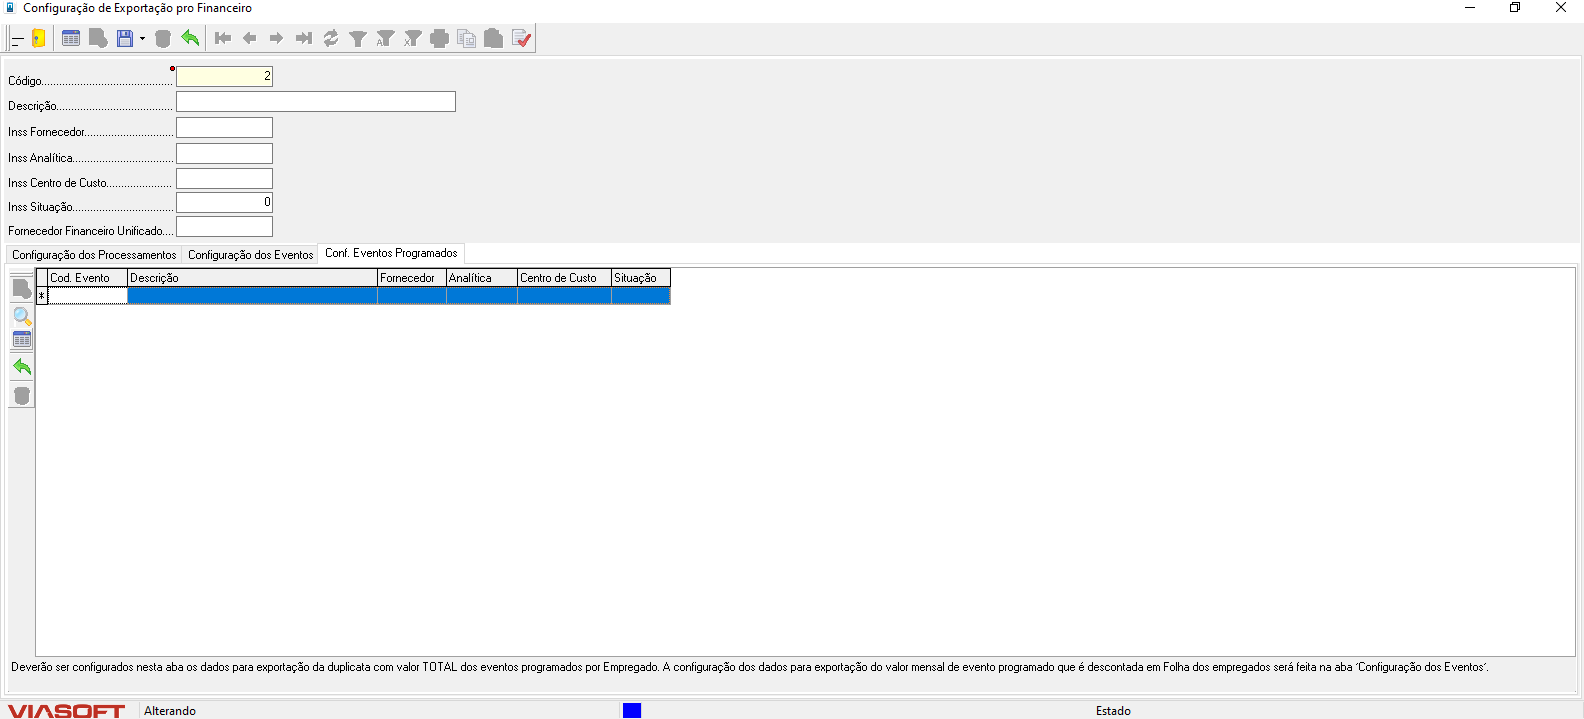 Configuração de Exportação pro Financeiro
Código............................................ 2
Descrição.......................................
Inss Fornecedor..............................
Inss Analítica..................................
Inss Centro de Custo......................
Inss Situação.................................. 0
Fornecedor Financeiro Unificado....
Configuração dos Processamentos Configuração dos Eventos Conf. Eventos Programados
Cod. Evento Descrição Fornecedor Analítica Centro de Custo Situação
*
Deverão ser configurados nesta aba os dados para exportação da duplicata com valor TOTAL dos eventos programados por Empregado. A configuração dos dados para exportação do valor mensal de evento programado que é descontada em Folha dos empregados será feita na aba ´Configuração dos Eventos´.
VIASOFT Alterando Estado